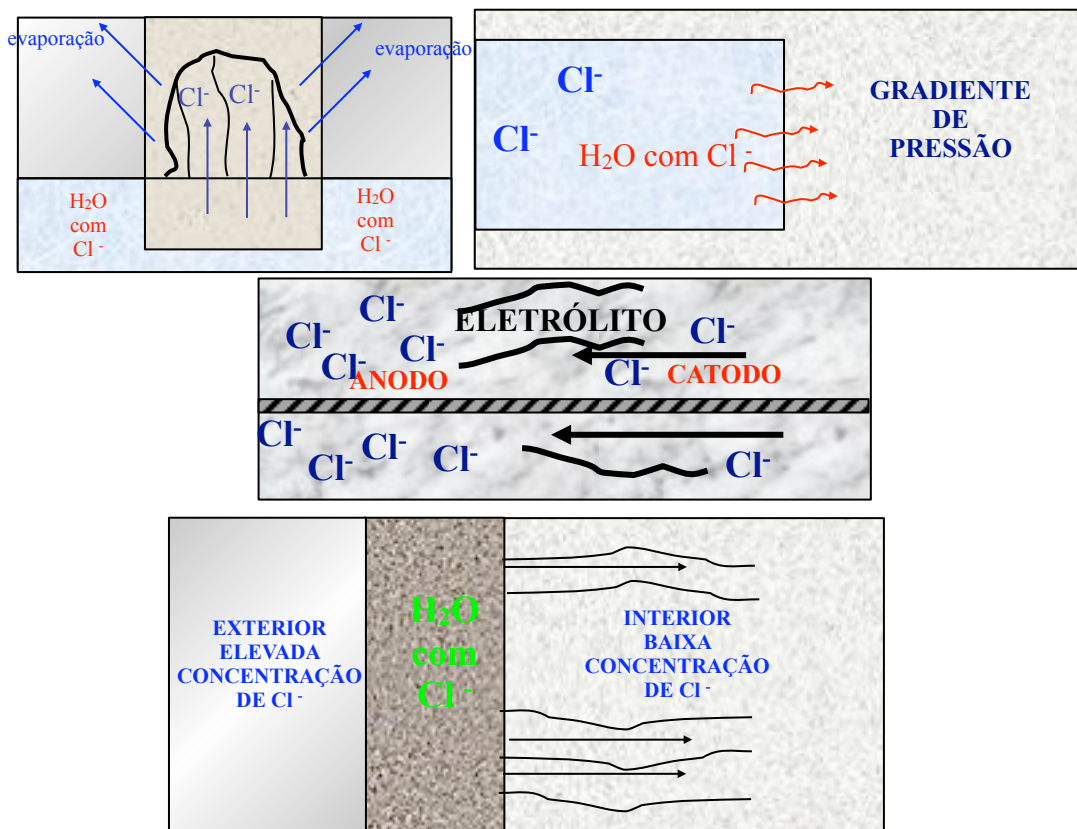 evaporação
evaporação
Cl-
Cl-
H2O
com
Cl -
H2O
com
Cl -
Cl-
Cl-
H2O com Cl -
GRADIENTE
DE
PRESSÃO
Cl-
Cl-
Cl-
Cl-
ELETRÓLITO
Cl-
Cl-
ANODO
CATODO
Cl-
Cl-
Cl-
Cl-
Cl-
EXTERIOR
ELEVADA
CONCENTRAÇÃO
DE Cl -
H2O
com
Cl -
INTERIOR
BAIXA
CONCENTRAÇÃO
DE Cl -